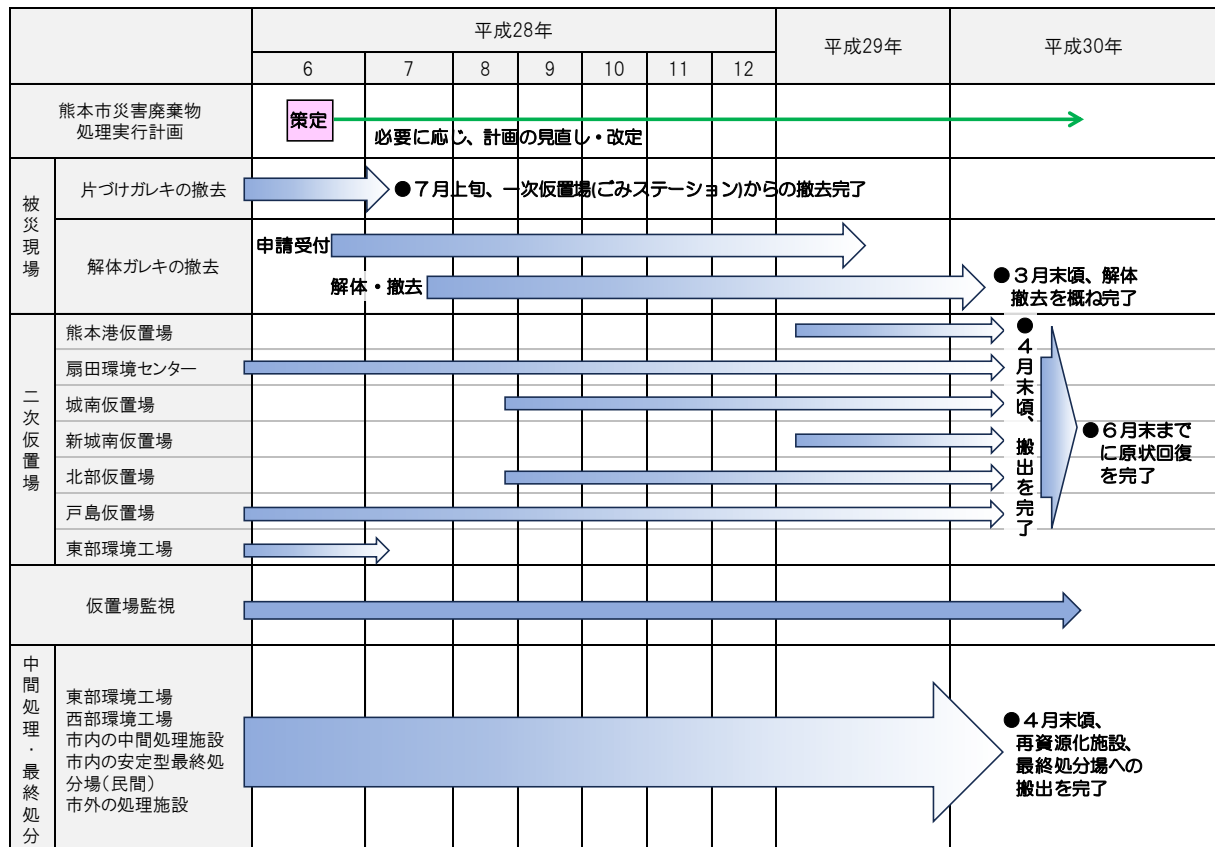 平成28年
平成29年
平成30年
6
7
8
9
10
11
12
熊本市災害廃棄物
処理実行計画
策定
必要に応じ、計画の見直し・改定
被災現場
片づけガレキの撤去
●７月上旬、一次仮置場(ごみステーション)からの撤去完了
解体ガレキの撤去
申請受付
解体・撤去
●３月末頃、解体
撤去を概ね完了
二次仮置場
熊本港仮置場
扇田環境センター
城南仮置場
新城南仮置場
北部仮置場
戸島仮置場
東部環境工場
●４月末頃、搬出を完了
●６月末まで
に原状回復
を完了
仮置場監視
中間処理・最終処分
東部環境工場
西部環境工場
市内の中間処理施設
市内の安定型最終処
分場(民間)
市外の処理施設
●４月末頃、
再資源化施設、
最終処分場への
搬出を完了